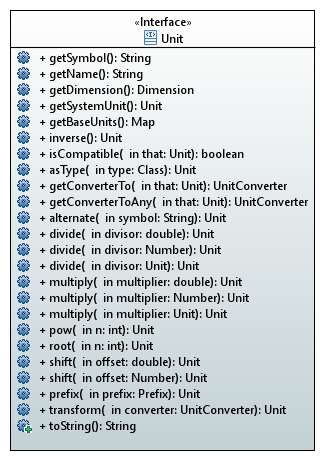 «Interface»
Unit
+ getSymbol(): String
+ getName(): String
+ getDimension(): Dimension
+ getSystemUnit(): Unit
+ getBaseUnits(): Map
+ inverse(): Unit
+ isCompatible(  in that: Unit): boolean
+ asType(  in type: Class): Unit
+ getConverterTo(  in that: Unit): UnitConverter
+ getConverterToAny(  in that: Unit): UnitConverter
+ alternate(  in symbol: String): Unit
+ divide(  in divisor: double): Unit
+ divide(  in divisor: Number): Unit
+ divide(  in divisor: Unit): Unit
+ multiply(  in multiplier: double): Unit
+ multiply(  in multiplier: Number): Unit
+ multiply(  in multiplier: Unit): Unit
+ pow(  in n: int): Unit
+ root(  in n: int): Unit
+ shift(  in offset: double): Unit
+ shift(  in offset: Number): Unit
+ prefix(  in prefix: Prefix): Unit
+ transform(  in converter: UnitConverter): Unit
+ toString(): String